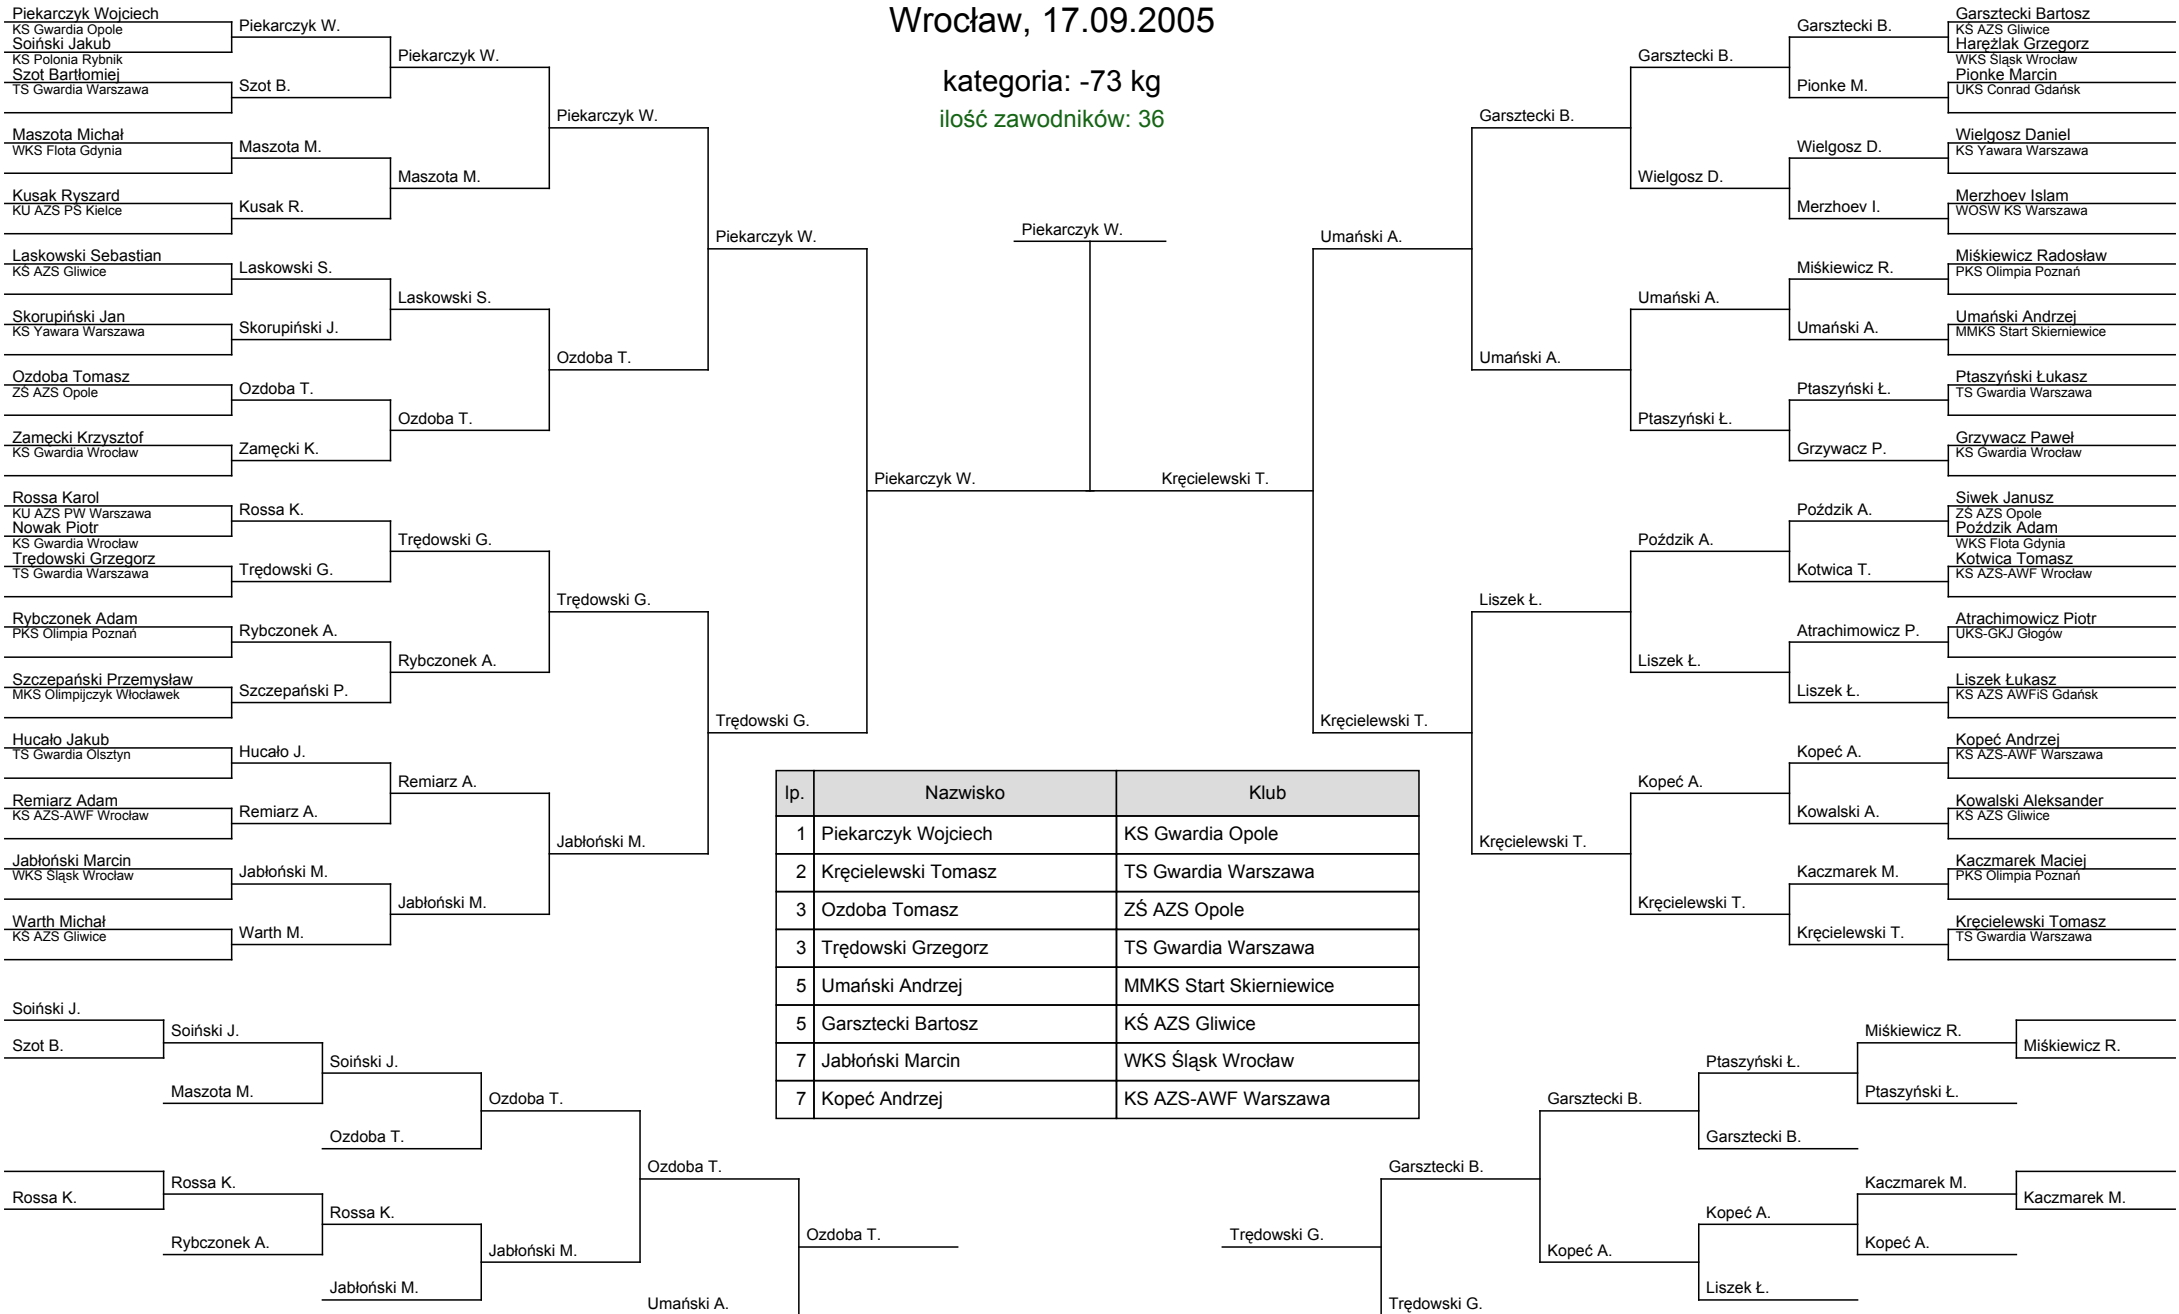 Wrocław, 17.09.2005
kategoria: -73 kg
ilość zawodników: 36
Piekarczyk Wojciech
KS Gwardia Opole
Soiński Jakub
KS Polonia Rybnik
Szot Bartłomiej
TS Gwardia Warszawa
Maszota Michał
WKS Flota Gdynia
Kusak Ryszard
KU AZS PŚ Kielce
Laskowski Sebastian
KŚ AZS Gliwice
Skorupiński Jan
KS Yawara Warszawa
Ozdoba Tomasz
ZŚ AZS Opole
Zamęcki Krzysztof
KS Gwardia Wrocław
Rossa Karol
KU AZS PW Warszawa
Nowak Piotr
KS Gwardia Wrocław
Trędowski Grzegorz
TS Gwardia Warszawa
Rybczonek Adam
PKS Olimpia Poznań
Szczepański Przemysław
MKS Olimpijczyk Włocławek
Hucało Jakub
TS Gwardia Olsztyn
Remiarz Adam
KS AZS-AWF Wrocław
Jabłoński Marcin
WKS Śląsk Wrocław
Warth Michał
KŚ AZS Gliwice
Piekarczyk W.
Szot B.
Maszota M.
Kusak R.
Laskowski S.
Skorupiński J.
Ozdoba T.
Zamęcki K.
Rossa K.
Trędowski G.
Rybczonek A.
Szczepański P.
Hucało J.
Remiarz A.
Jabłoński M.
Warth M.
Piekarczyk W.
Maszota M.
Laskowski S.
Ozdoba T.
Trędowski G.
Rybczonek A.
Remiarz A.
Jabłoński M.
Piekarczyk W.
Ozdoba T.
Trędowski G.
Jabłoński M.
Piekarczyk W.
Trędowski G.
Piekarczyk W.
Piekarczyk W.
Kręcielewski T.
Umański A.
Kręcielewski T.
Garsztecki B.
Umański A.
Liszek Ł.
Kręcielewski T.
Garsztecki B.
Wielgosz D.
Umański A.
Ptaszyński Ł.
Poździk A.
Liszek Ł.
Kopeć A.
Kręcielewski T.
Garsztecki B.
Pionke M.
Wielgosz D.
Merzhoev I.
Miśkiewicz R.
Umański A.
Ptaszyński Ł.
Grzywacz P.
Poździk A.
Kotwica T.
Atrachimowicz P.
Liszek Ł.
Kopeć A.
Kowalski A.
Kaczmarek M.
Kręcielewski T.
Garsztecki Bartosz
KŚ AZS Gliwice
Harężlak Grzegorz
WKS Śląsk Wrocław
Pionke Marcin
UKS Conrad Gdańsk
Wielgosz Daniel
KS Yawara Warszawa
Merzhoev Islam
WOSW KS Warszawa
Miśkiewicz Radosław
PKS Olimpia Poznań
Umański Andrzej
MMKS Start Skierniewice
Ptaszyński Łukasz
TS Gwardia Warszawa
Grzywacz Paweł
KS Gwardia Wrocław
Siwek Janusz
ZŚ AZS Opole
Poździk Adam
WKS Flota Gdynia
Kotwica Tomasz
KS AZS-AWF Wrocław
Atrachimowicz Piotr
UKS-GKJ Głogów
Liszek Łukasz
KS AZS AWFiS Gdańsk
Kopeć Andrzej
KS AZS-AWF Warszawa
Kowalski Aleksander
KŚ AZS Gliwice
Kaczmarek Maciej
PKS Olimpia Poznań
Kręcielewski Tomasz
TS Gwardia Warszawa
lp. Nazwisko Klub
1 Piekarczyk Wojciech KS Gwardia Opole
2 Kręcielewski Tomasz TS Gwardia Warszawa
3 Ozdoba Tomasz ZŚ AZS Opole
3 Trędowski Grzegorz TS Gwardia Warszawa
5 Umański Andrzej MMKS Start Skierniewice
5 Garsztecki Bartosz KŚ AZS Gliwice
7 Jabłoński Marcin WKS Śląsk Wrocław
7 Kopeć Andrzej KS AZS-AWF Warszawa
Soiński J.
Szot B.
Rossa K.
Soiński J.
Maszota M.
Rossa K.
Rybczonek A.
Soiński J.
Ozdoba T.
Rossa K.
Jabłoński M.
Ozdoba T.
Jabłoński M.
Ozdoba T.
Umański A.
Ozdoba T.
Trędowski G.
Garsztecki B.
Trędowski G.
Garsztecki B.
Kopeć A.
Ptaszyński Ł.
Garsztecki B.
Kopeć A.
Liszek Ł.
Miśkiewicz R.
Ptaszyński Ł.
Kaczmarek M.
Kopeć A.
Miśkiewicz R.
Kaczmarek M.